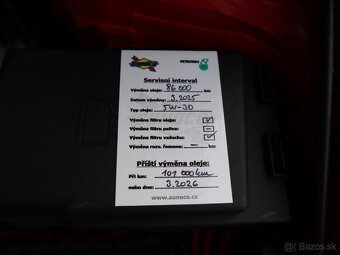 SUNOCO PETRONAS
Servisní interval
Výměna oleje: 86 000 km
Datum výměny: 3.2025
Typ oleje: 5W-30
Výměna filtru oleje: ✓
Výměna filtru paliva: —
Výměna filtru vzduchu: ✓
Výměna rozv. řemene: — km
Příští výměna oleje:
Při km: 101 000 km
nebo dne: 3.2026
www.sunoco.cz
bazos.sk